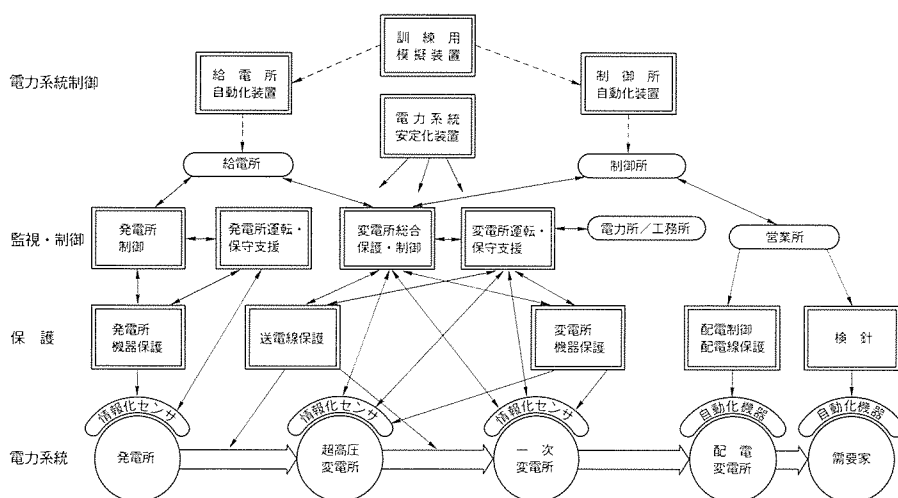 訓練用
模擬装置
給電所
自動化装置
制御所
自動化装置
電力系統制御
電力系統
安定化装置
給電所
制御所
発電所
制御
発電所運転・
保守支援
変電所総合
保護・制御
変電所運転・
保守支援
電力所/工務所
営業所
監視・制御
発電所
機器保護
送電線保護
変電所
機器保護
配電制御
配電線保護
検針
保護
情報化センサ
情報化センサ
情報化センサ
自動化機器
自動化機器
電力系統
発電所
超高圧
変電所
一次
変電所
配電
変電所
需要家